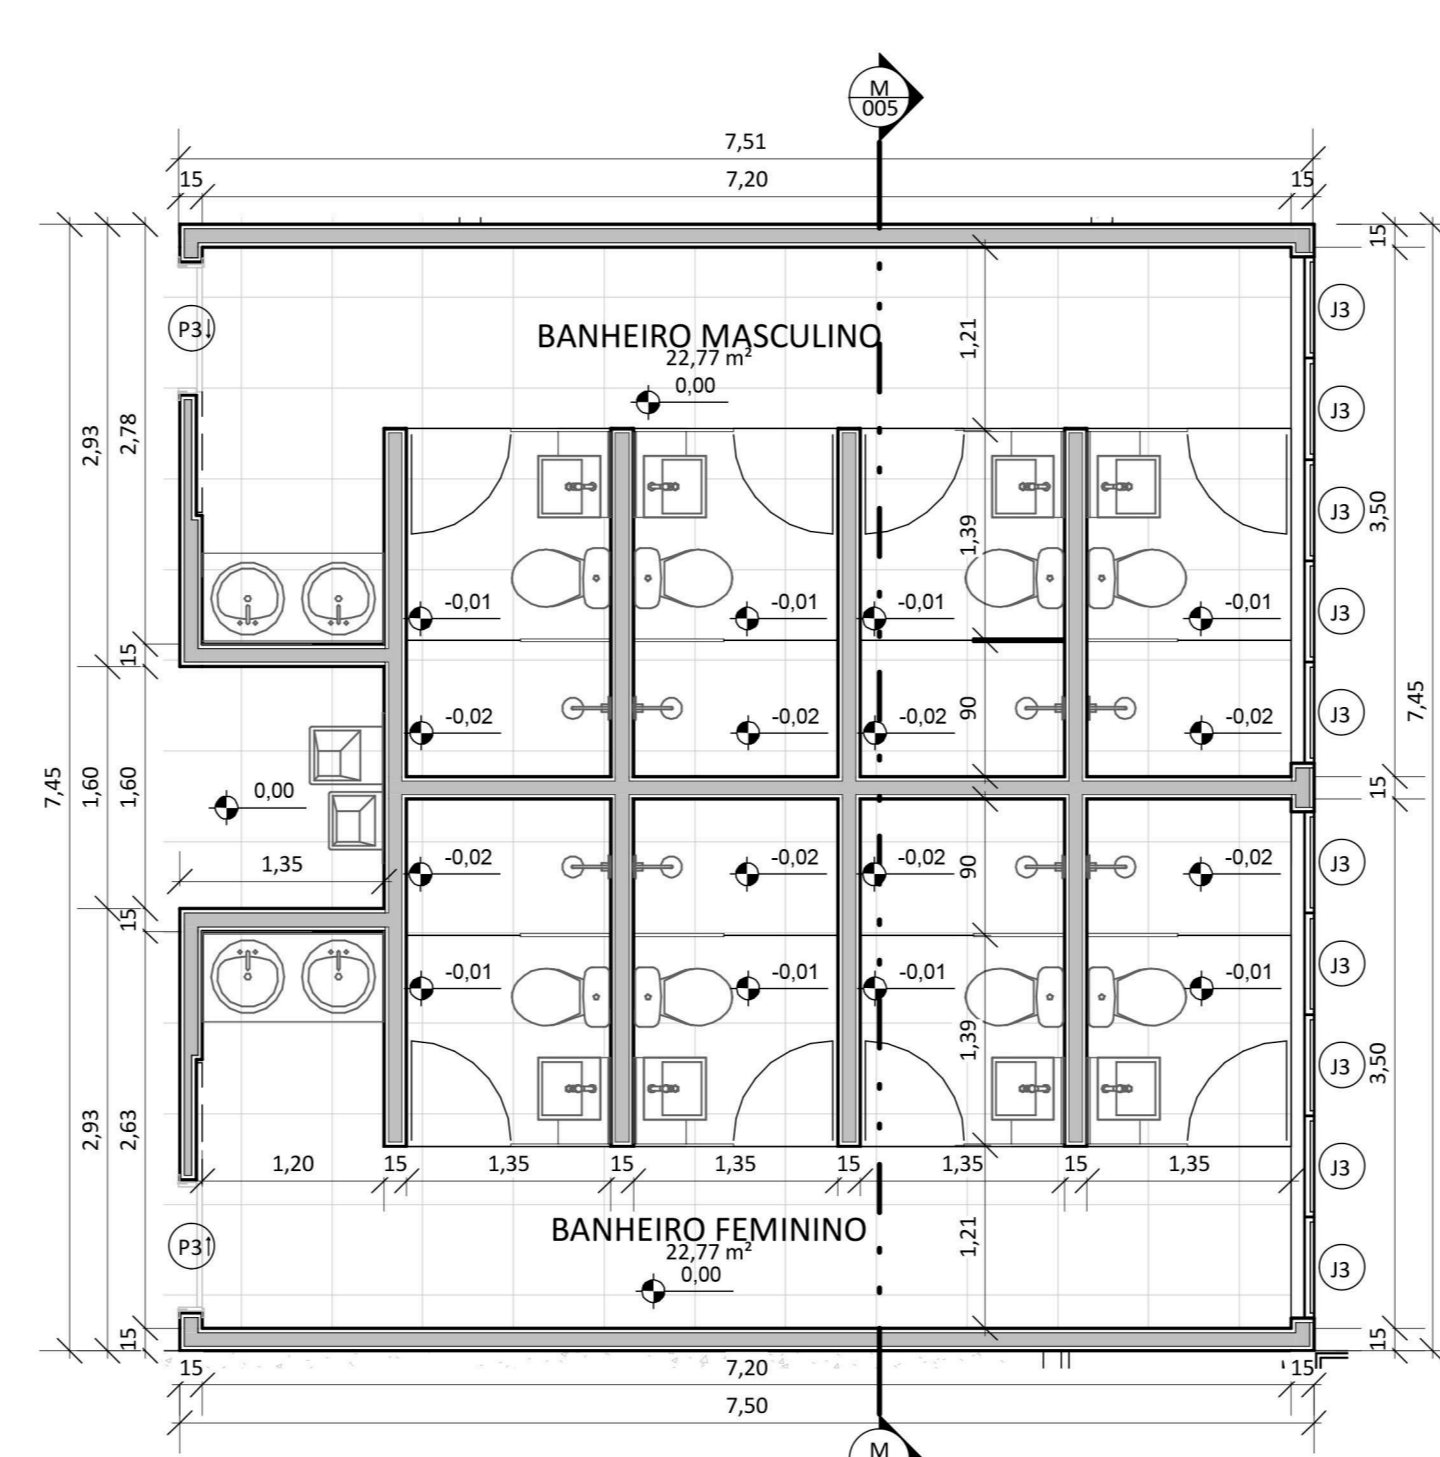 M
005
7,51
15 7,20 15
15
P3
J3
BANHEIRO MASCULINO
22,77 m²
0,00
1,21
J3
2,93 2,78
J3
3,50
1,39
J3
-0,01 -0,01 -0,01 -0,01
15
J3
90
-0,02 -0,02 -0,02 -0,02
7,45
7,45 1,60 1,60
0,00
15
1,35
-0,02 -0,02 -0,02 -0,02
90
J3
15
J3
-0,01 -0,01 -0,01 -0,01
1,39
J3
3,50
2,93 2,63
1,20 15 1,35 15 1,35 15 1,35 15 1,35
J3
BANHEIRO FEMININO
22,77 m²
0,00
1,21
P3
J3
15 15
15 7,20 15
7,50
M